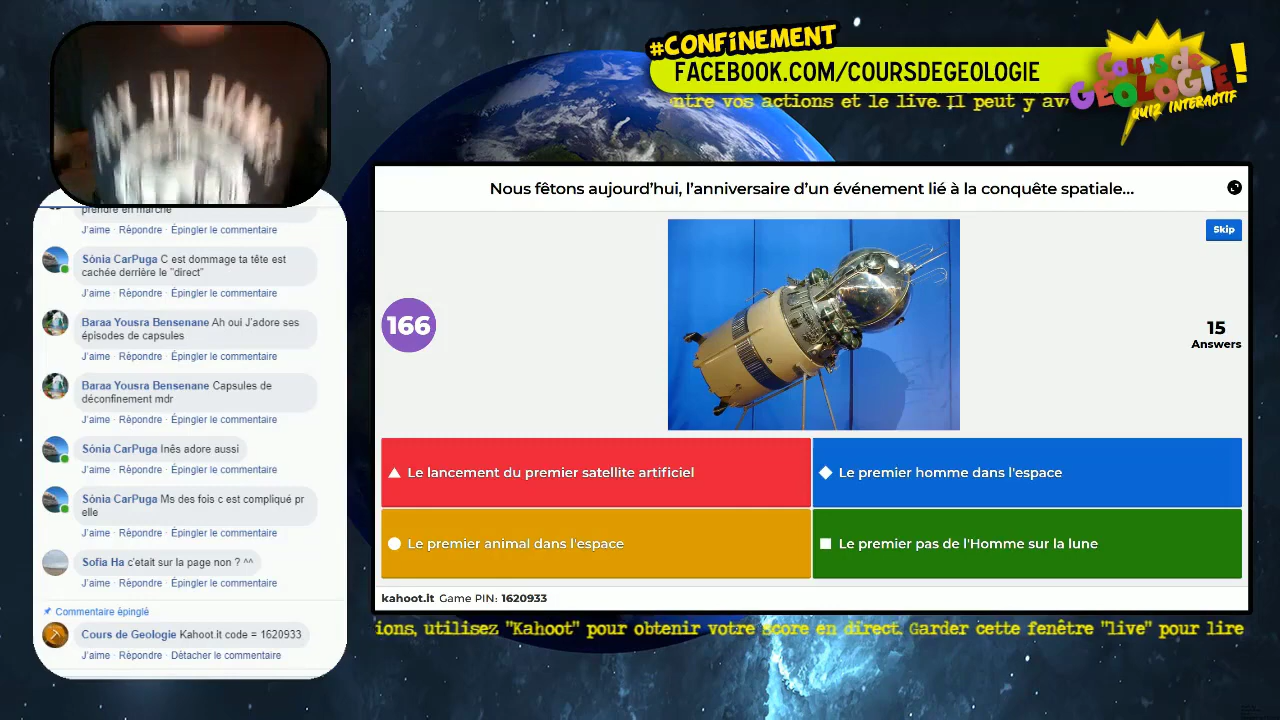 #CONFINEMENT
FACEBOOK.COM/COURSDEGEOLOGIE
Cours de
GEOLOGIE!
QUIZ INTERACTIF
ntre vos actions et le live. Il peut y av
Nous fêtons aujourd'hui, l'anniversaire d'un événement lié à la conquête spatiale...
Skip
166
15
Answers
Le lancement du premier satellite artificiel
Le premier homme dans l'espace
Le premier animal dans l'espace
Le premier pas de l'Homme sur la lune
kahoot.it Game PIN: 1620933
ions, utilisez "Kahoot" pour obtenir votre score en direct. Garder cette fenêtre "live" pour lire
prendre en marche
J'aime · Répondre · Épingler le commentaire
Sónia CarPuga C est dommage ta tête est
cachée derrière le "direct"
J'aime · Répondre · Épingler le commentaire
Baraa Yousra Bensenane Ah oui J'adore ses
épisodes de capsules
J'aime · Répondre · Épingler le commentaire
Baraa Yousra Bensenane Capsules de
déconfinement mdr
J'aime · Répondre · Épingler le commentaire
Sónia CarPuga Inês adore aussi
J'aime · Répondre · Épingler le commentaire
Sónia CarPuga Ms des fois c est compliqué pr
elle
J'aime · Répondre · Épingler le commentaire
Sofia Ha c'etait sur la page non ? ^^
J'aime · Répondre · Épingler le commentaire
Commentaire épinglé
Cours de Geologie Kahoot.it code = 1620933
J'aime · Répondre · Détacher le commentaire